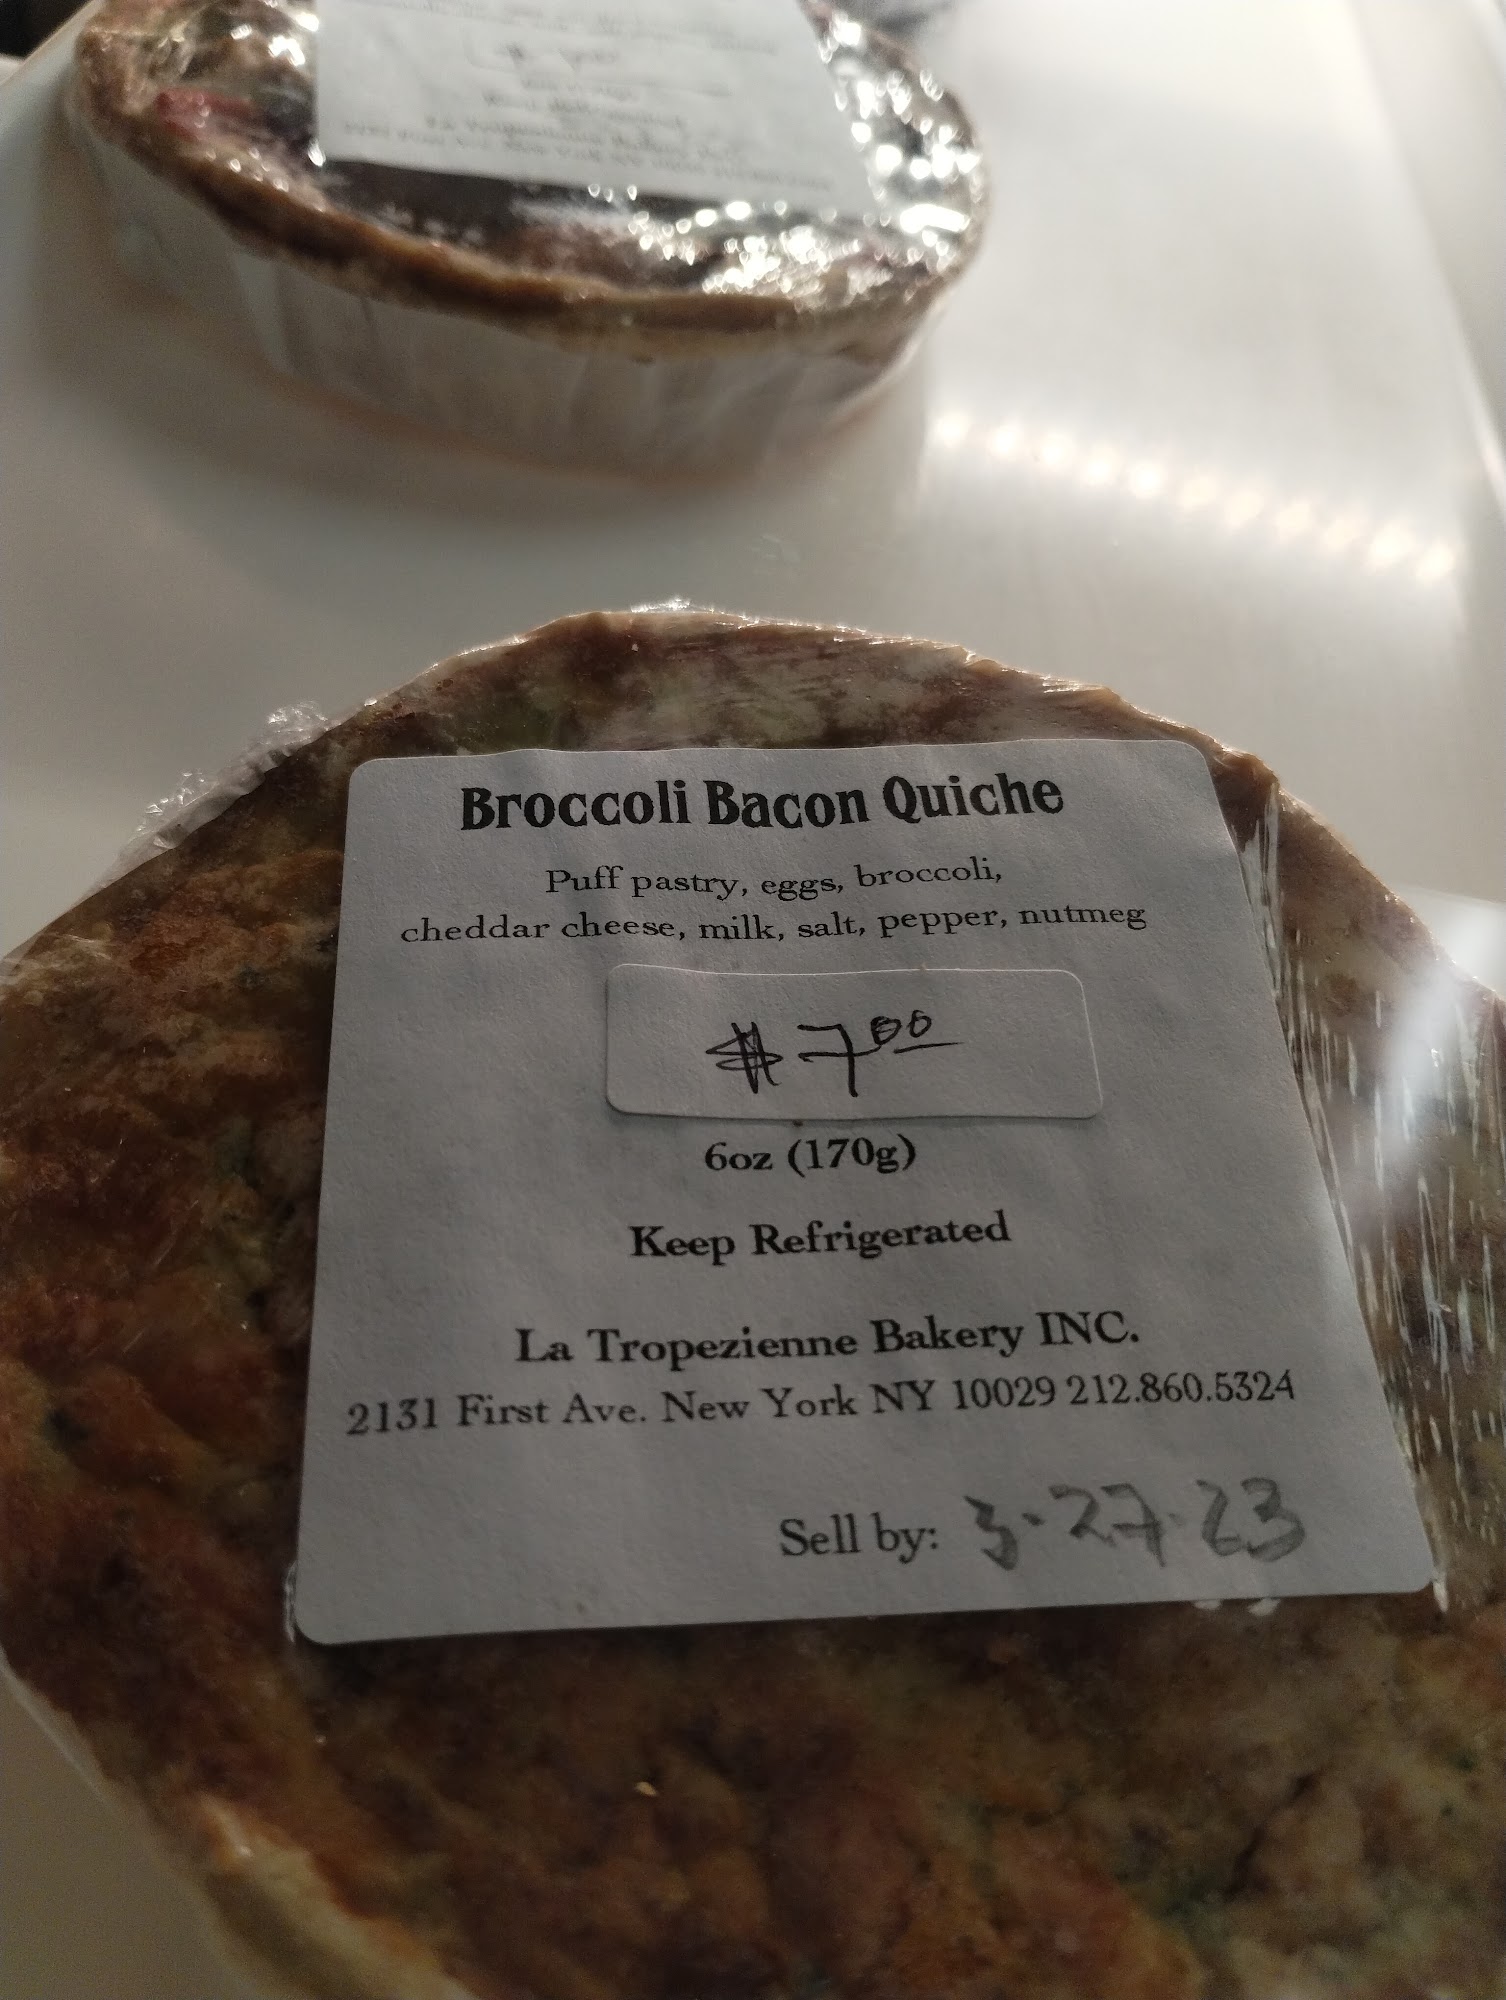 Broccoli Bacon Quiche
Puff pastry, eggs, broccoli,
cheddar cheese, milk, salt, pepper, nutmeg
$7.00
6oz (170g)
Keep Refrigerated
La Tropezienne Bakery INC.
2131 First Ave. New York NY 10029 212.860.5324
Sell by: 3-27-23